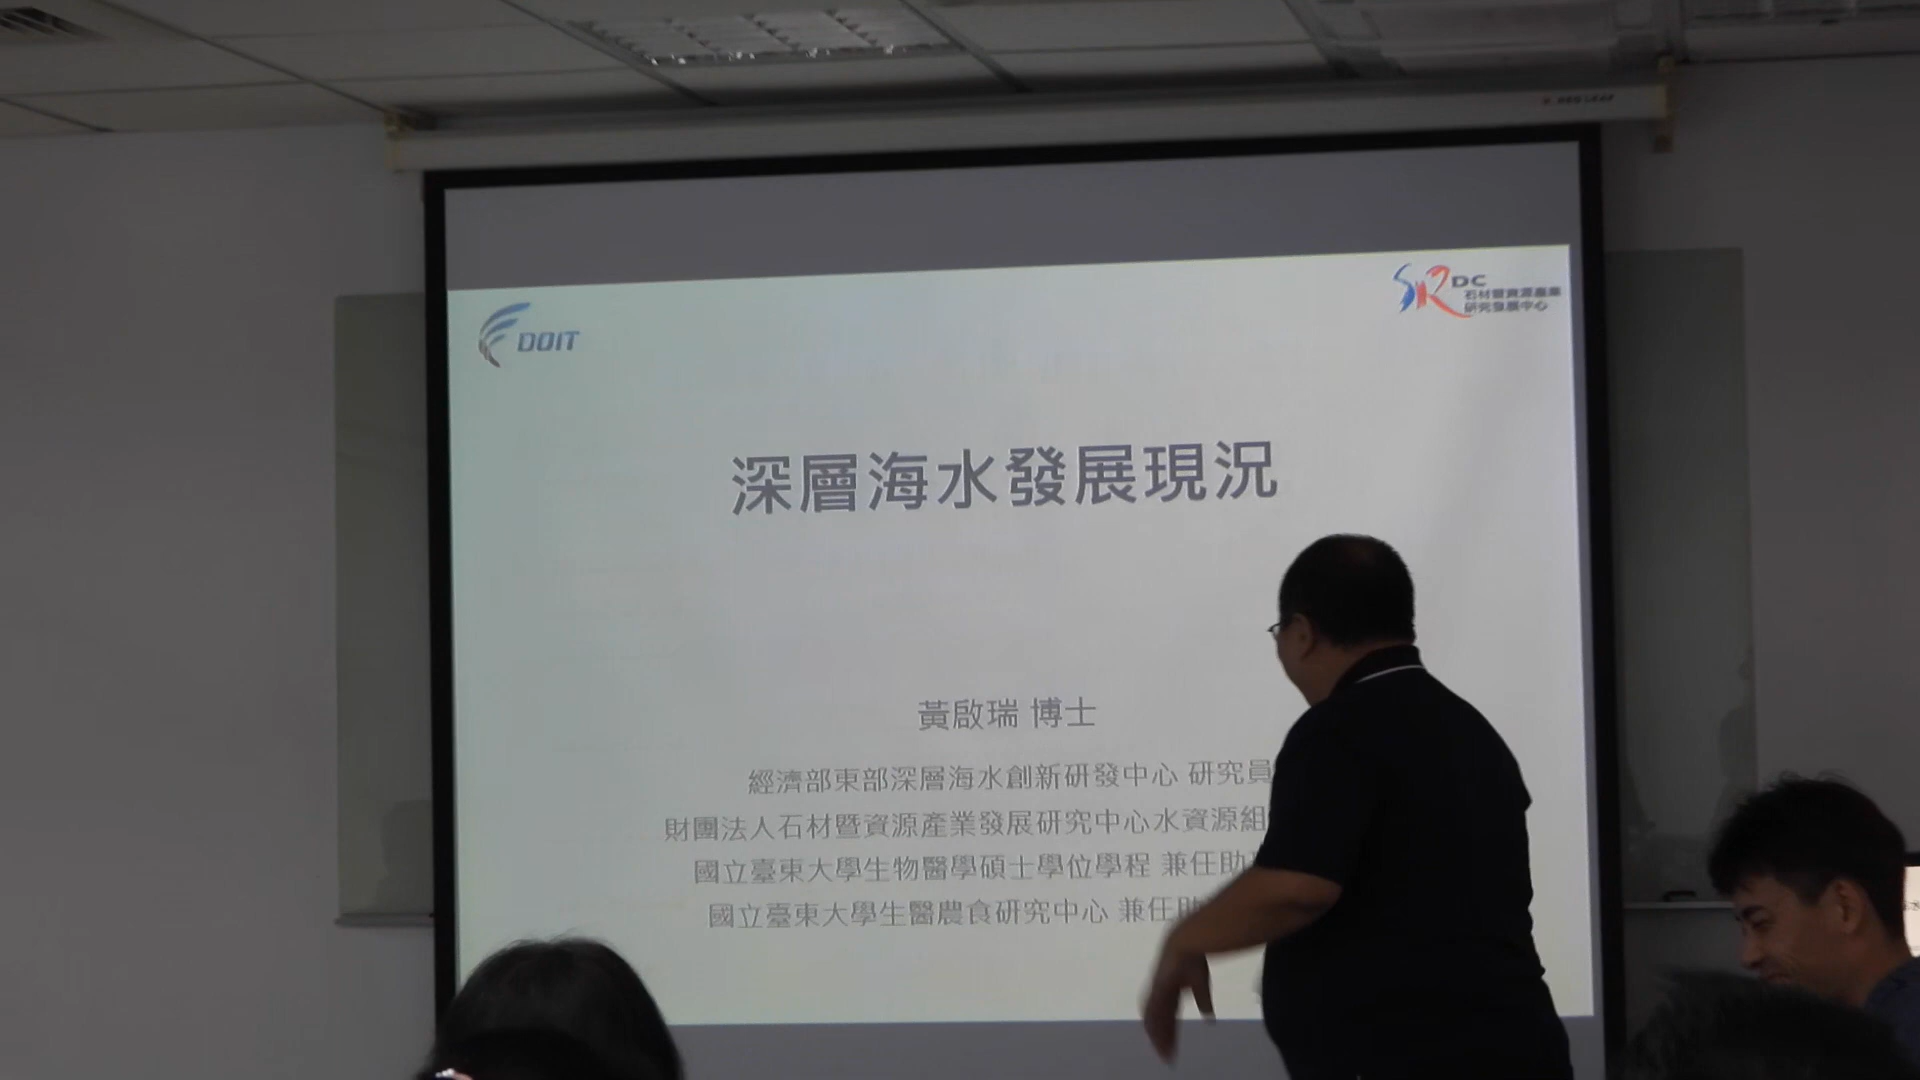 DOIT
SRDC
石材暨資源產業
研究發展中心
深層海水發展現況
黃啟瑞 博士
經濟部東部深層海水創新研發中心 研究員
財團法人石材暨資源產業發展研究中心水資源組
國立臺東大學生物醫學碩士學位學程 兼任助
國立臺東大學生醫農食研究中心 兼任助